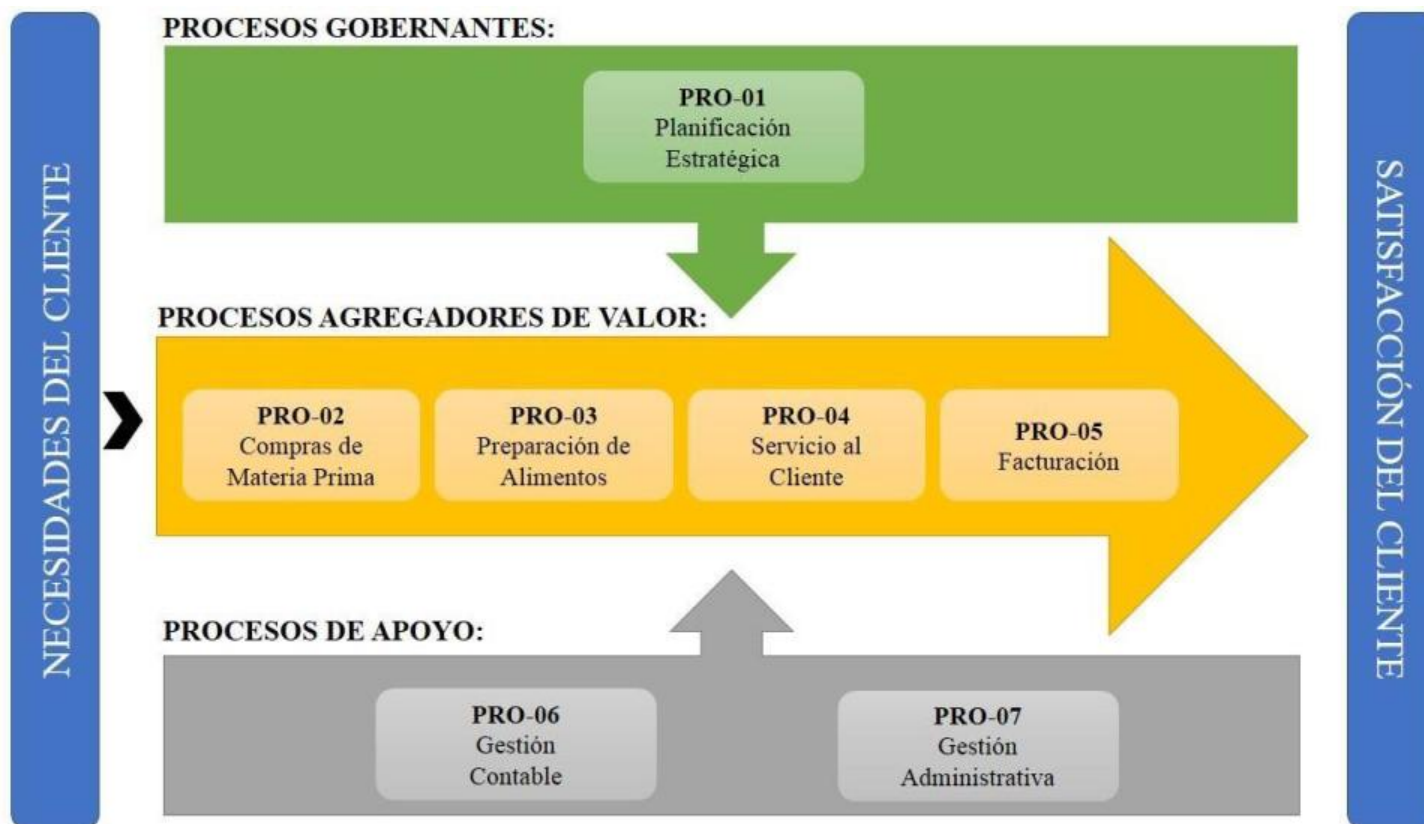 NECESIDADES DEL CLIENTE
PROCESOS GOBERNANTES:
PRO-01
Planificación
Estratégica
PROCESOS AGREGADORES DE VALOR:
PRO-02
Compras de
Materia Prima
PRO-03
Preparación de
Alimentos
PRO-04
Servicio al
Cliente
PRO-05
Facturación
PROCESOS DE APOYO:
PRO-06
Gestión
Contable
PRO-07
Gestión
Administrativa
SATISFACCIÓN DEL CLIENTE